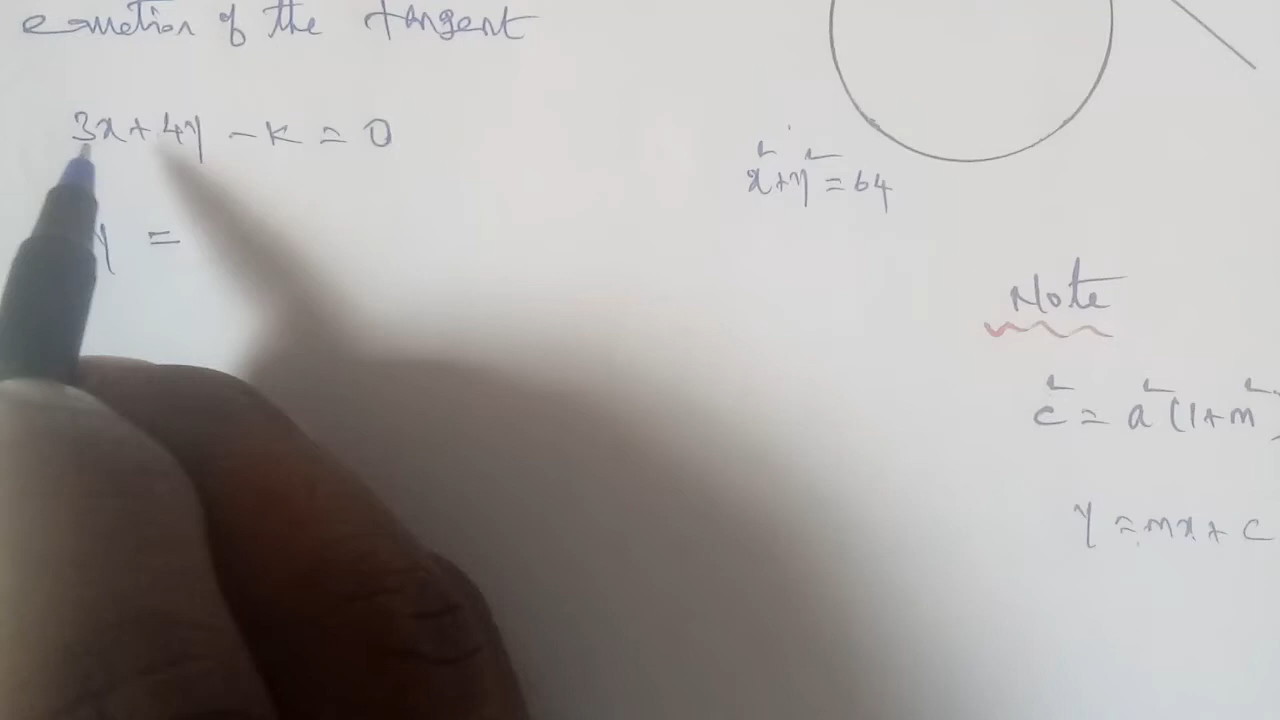 equation of the tangent
3x + 4y - k = 0
y =
x² + y² = 64
Note
c² = a² (1 + m²
y = mx + c